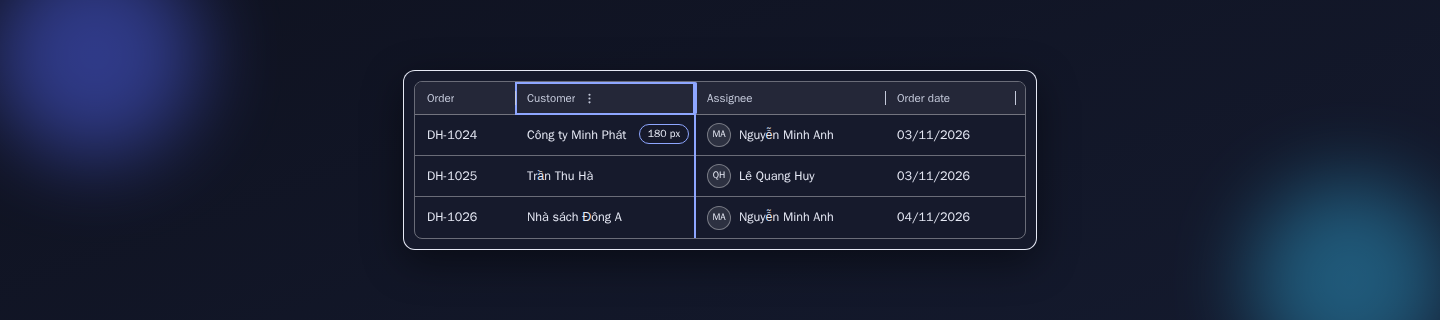 Order Customer Assignee Order date
DH-1024 Công ty Minh Phát 180 px MA Nguyễn Minh Anh 03/11/2026
DH-1025 Trần Thu Hà QH Lê Quang Huy 03/11/2026
DH-1026 Nhà sách Đông A MA Nguyễn Minh Anh 04/11/2026